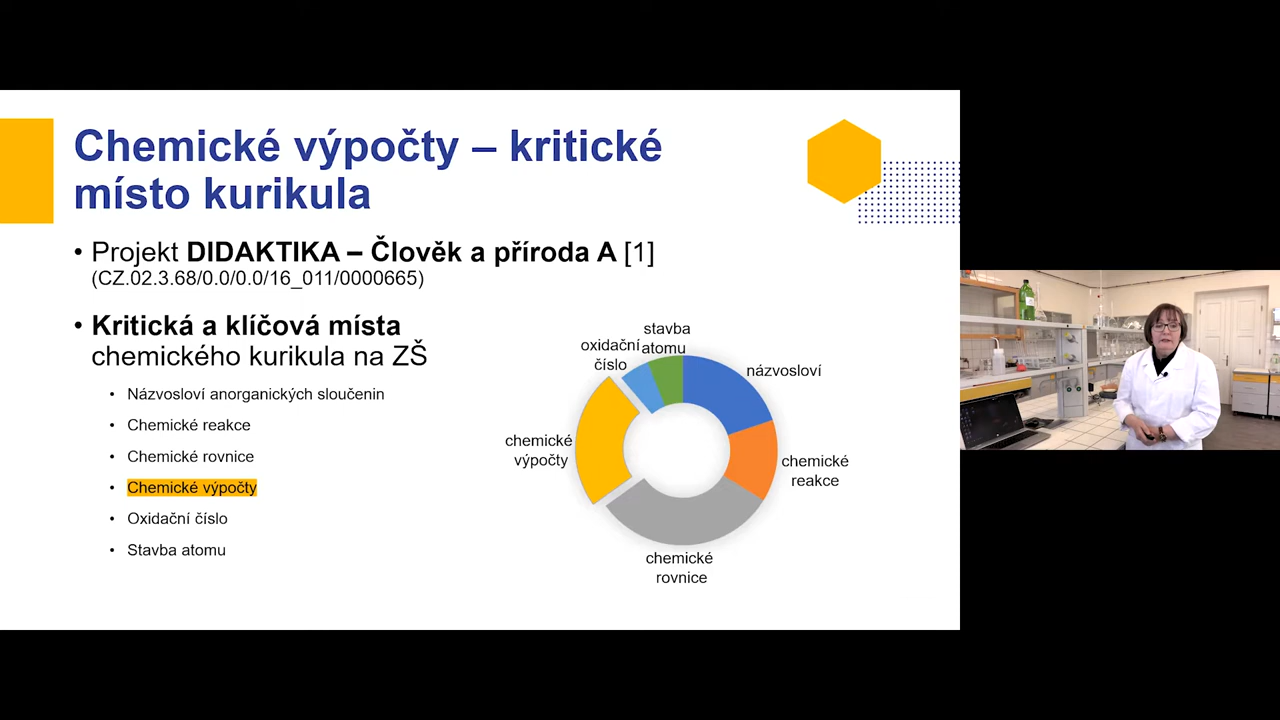 Chemické výpočty – kritické
místo kurikula
• Projekt DIDAKTIKA – Člověk a příroda A [1]
(CZ.02.3.68/0.0/0.0/16_011/0000665)
• Kritická a klíčová místa
chemického kurikula na ZŠ
• Názvosloví anorganických sloučenin
• Chemické reakce
• Chemické rovnice
• Chemické výpočty
• Oxidační číslo
• Stavba atomu
stavba
atomu
oxidační
číslo
názvosloví
chemické
výpočty
chemické
reakce
chemické
rovnice